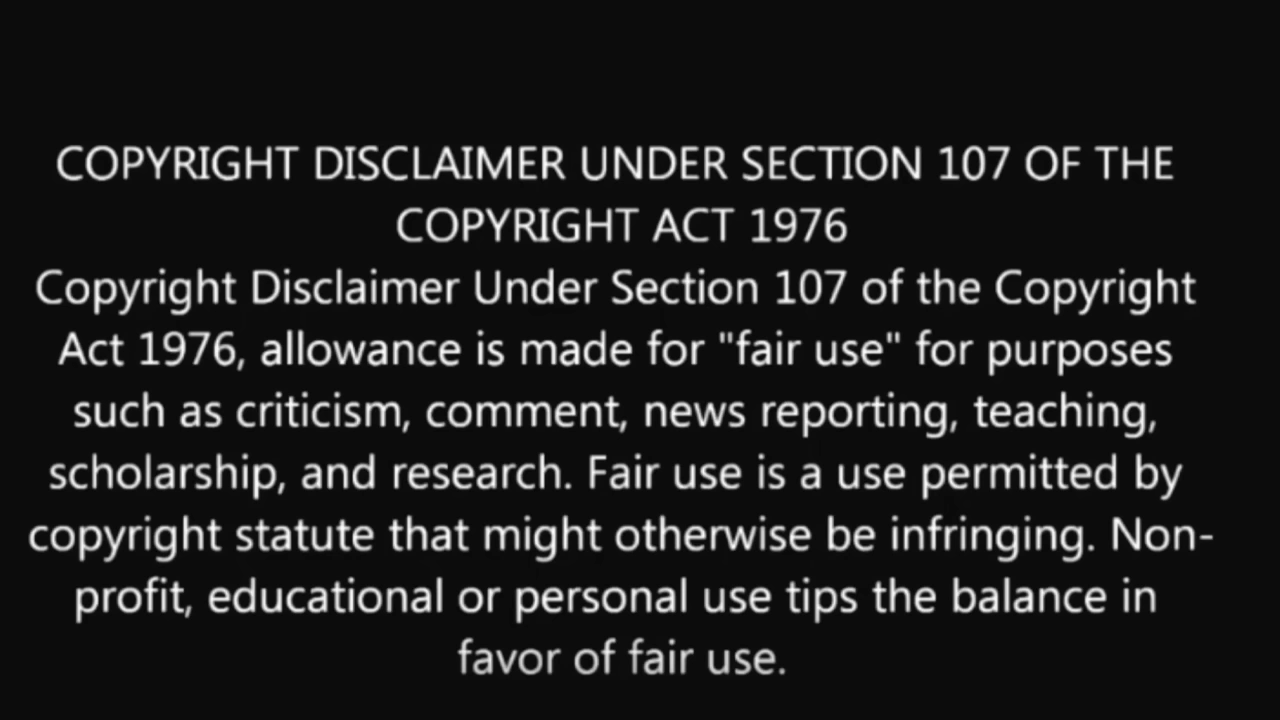 COPYRIGHT DISCLAIMER UNDER SECTION 107 OF THE
COPYRIGHT ACT 1976
Copyright Disclaimer Under Section 107 of the Copyright
Act 1976, allowance is made for "fair use" for purposes
such as criticism, comment, news reporting, teaching,
scholarship, and research. Fair use is a use permitted by
copyright statute that might otherwise be infringing. Non-
profit, educational or personal use tips the balance in
favor of fair use.